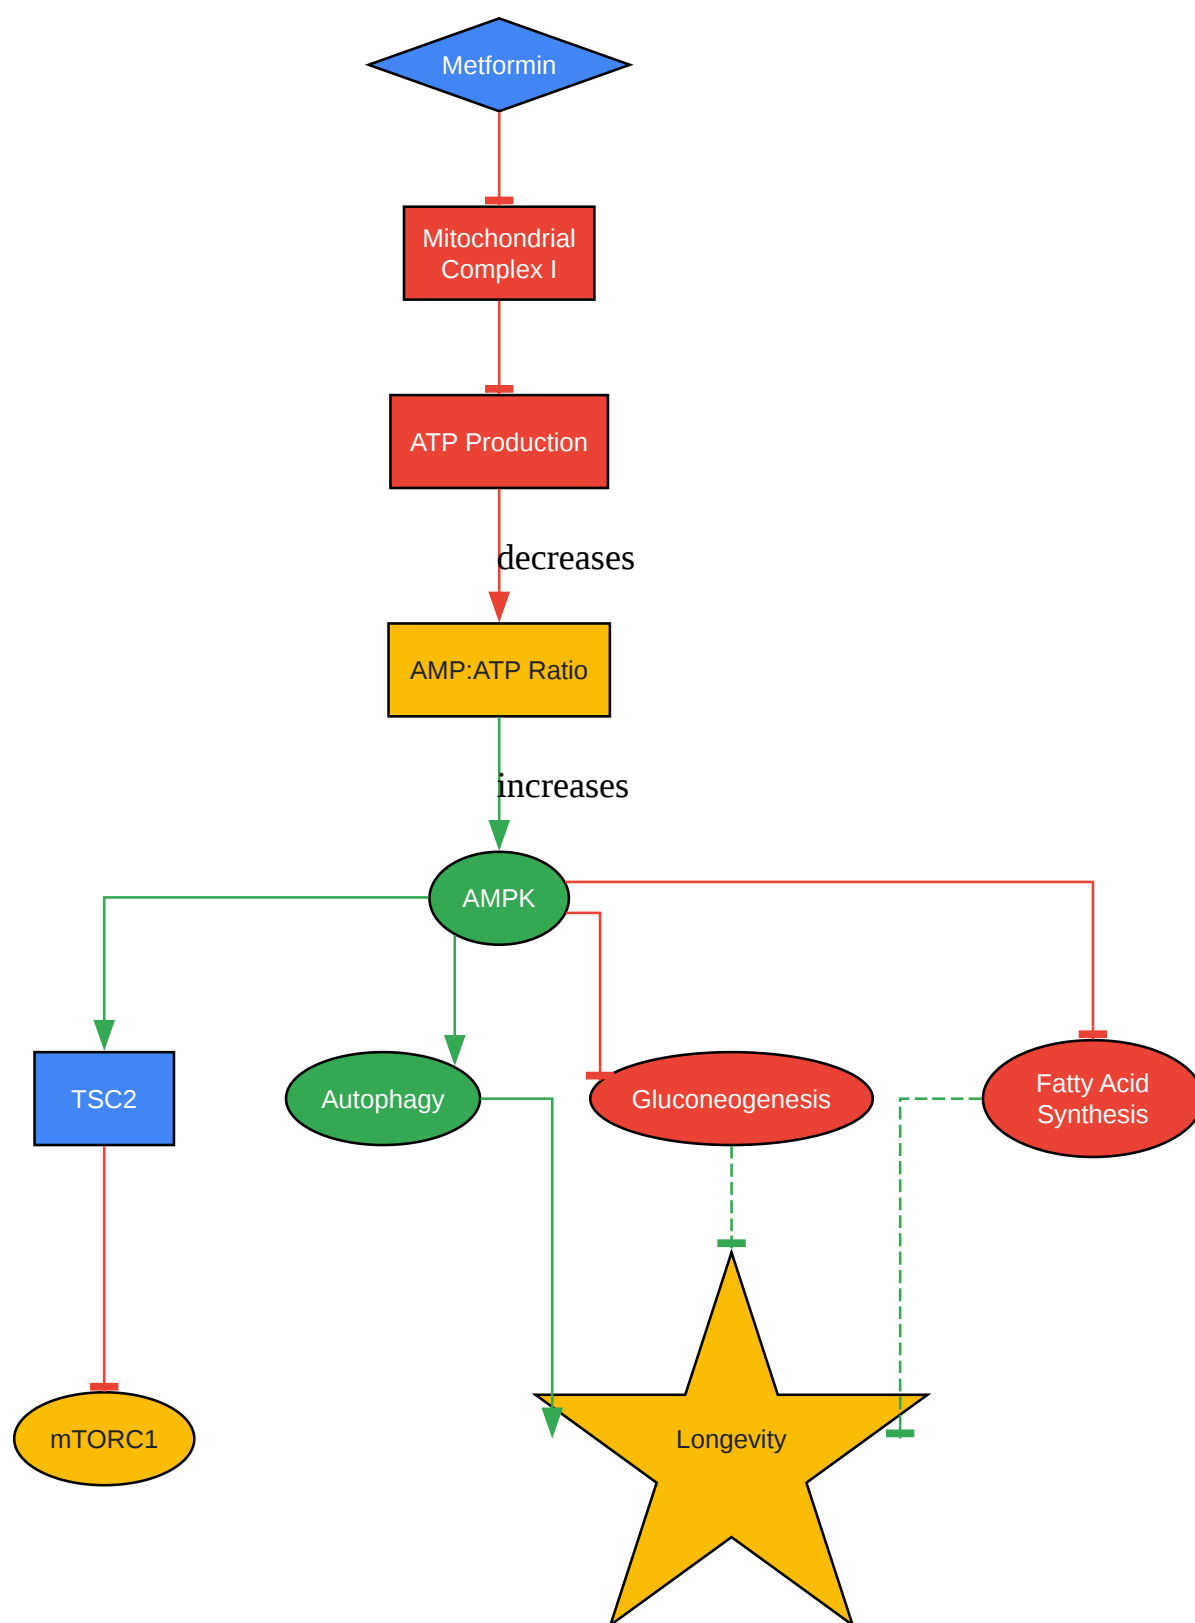 Metformin
Mitochondrial
Complex I
ATP Production
decreases
AMP:ATP Ratio
increases
AMPK
TSC2
Autophagy
Gluconeogenesis
Fatty Acid
Synthesis
mTORC1
Longevity